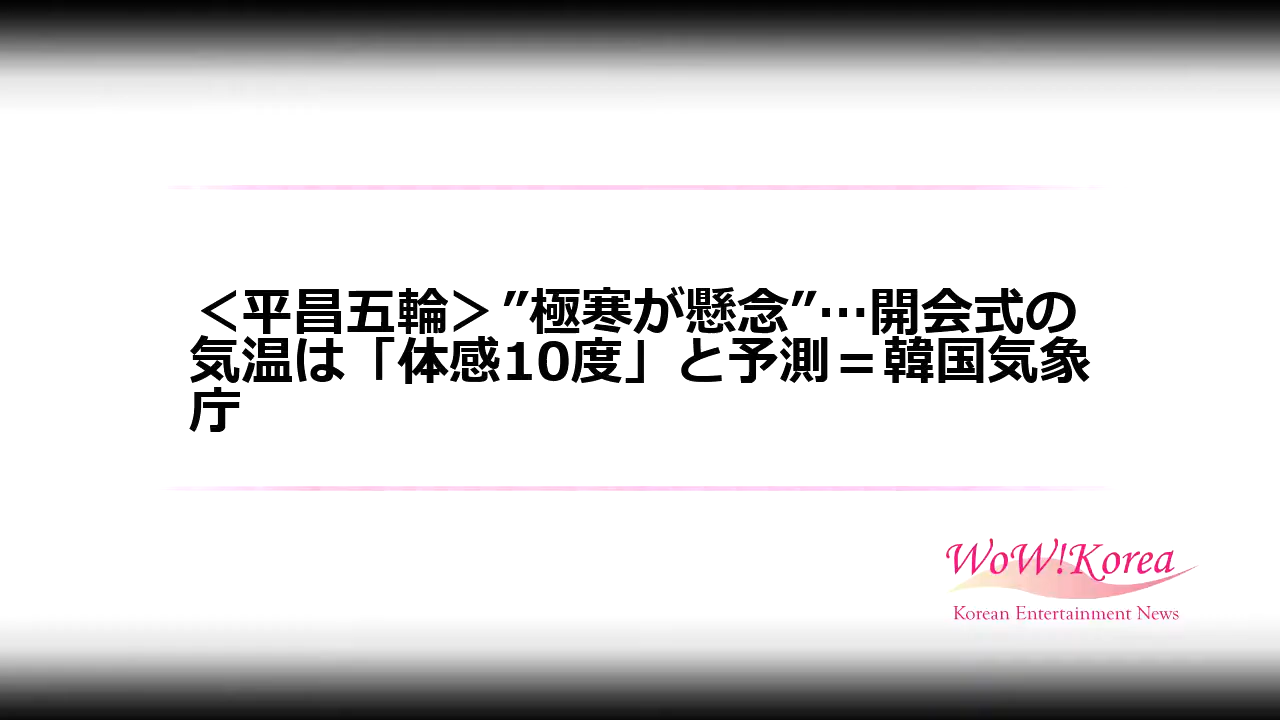 ＜平昌五輪＞”極寒が懸念”…開会式の
気温は「体感10度」と予測＝韓国気象
庁
WoW!Korea
Korean Entertainment News